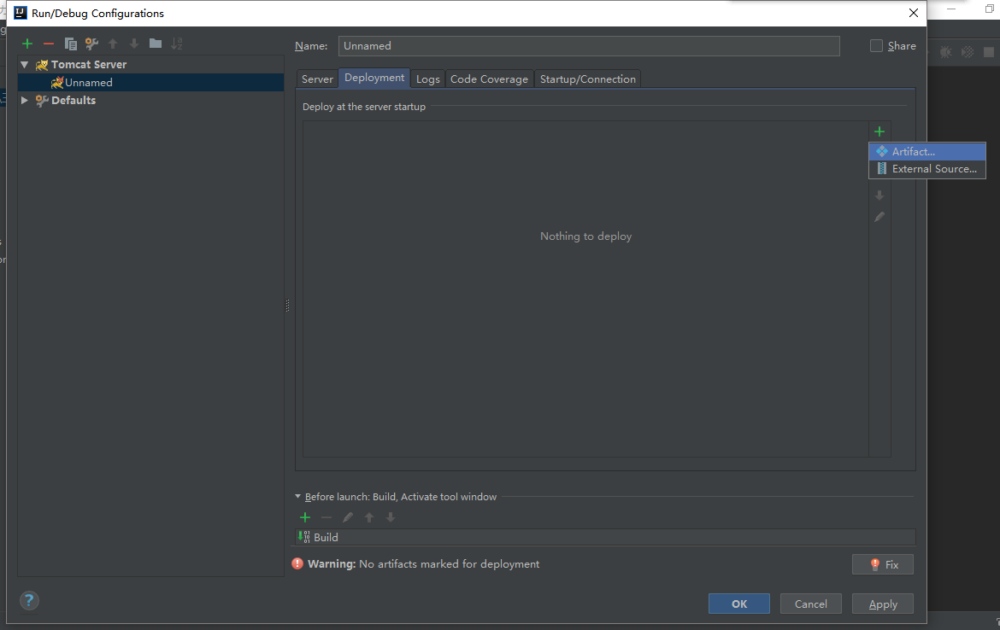 Run/Debug Configurations
Name: Unnamed Share
Tomcat Server
Unnamed
Defaults
Server Deployment Logs Code Coverage Startup/Connection
Deploy at the server startup
Artifact...
External Source...
Nothing to deploy
Before launch: Build, Activate tool window
Build
Warning: No artifacts marked for deployment
Fix
OK Cancel Apply